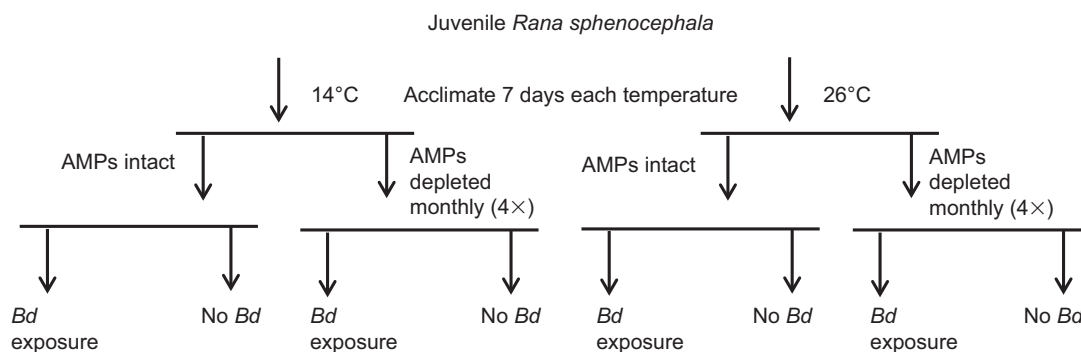 Juvenile Rana sphenocephala
14°C
Acclimate 7 days each temperature
26°C
AMPs intact
AMPs
depleted
monthly (4×)
AMPs intact
AMPs
depleted
monthly (4×)
Bd
exposure
No Bd
Bd
exposure
No Bd
Bd
exposure
No Bd
Bd
exposure
No Bd